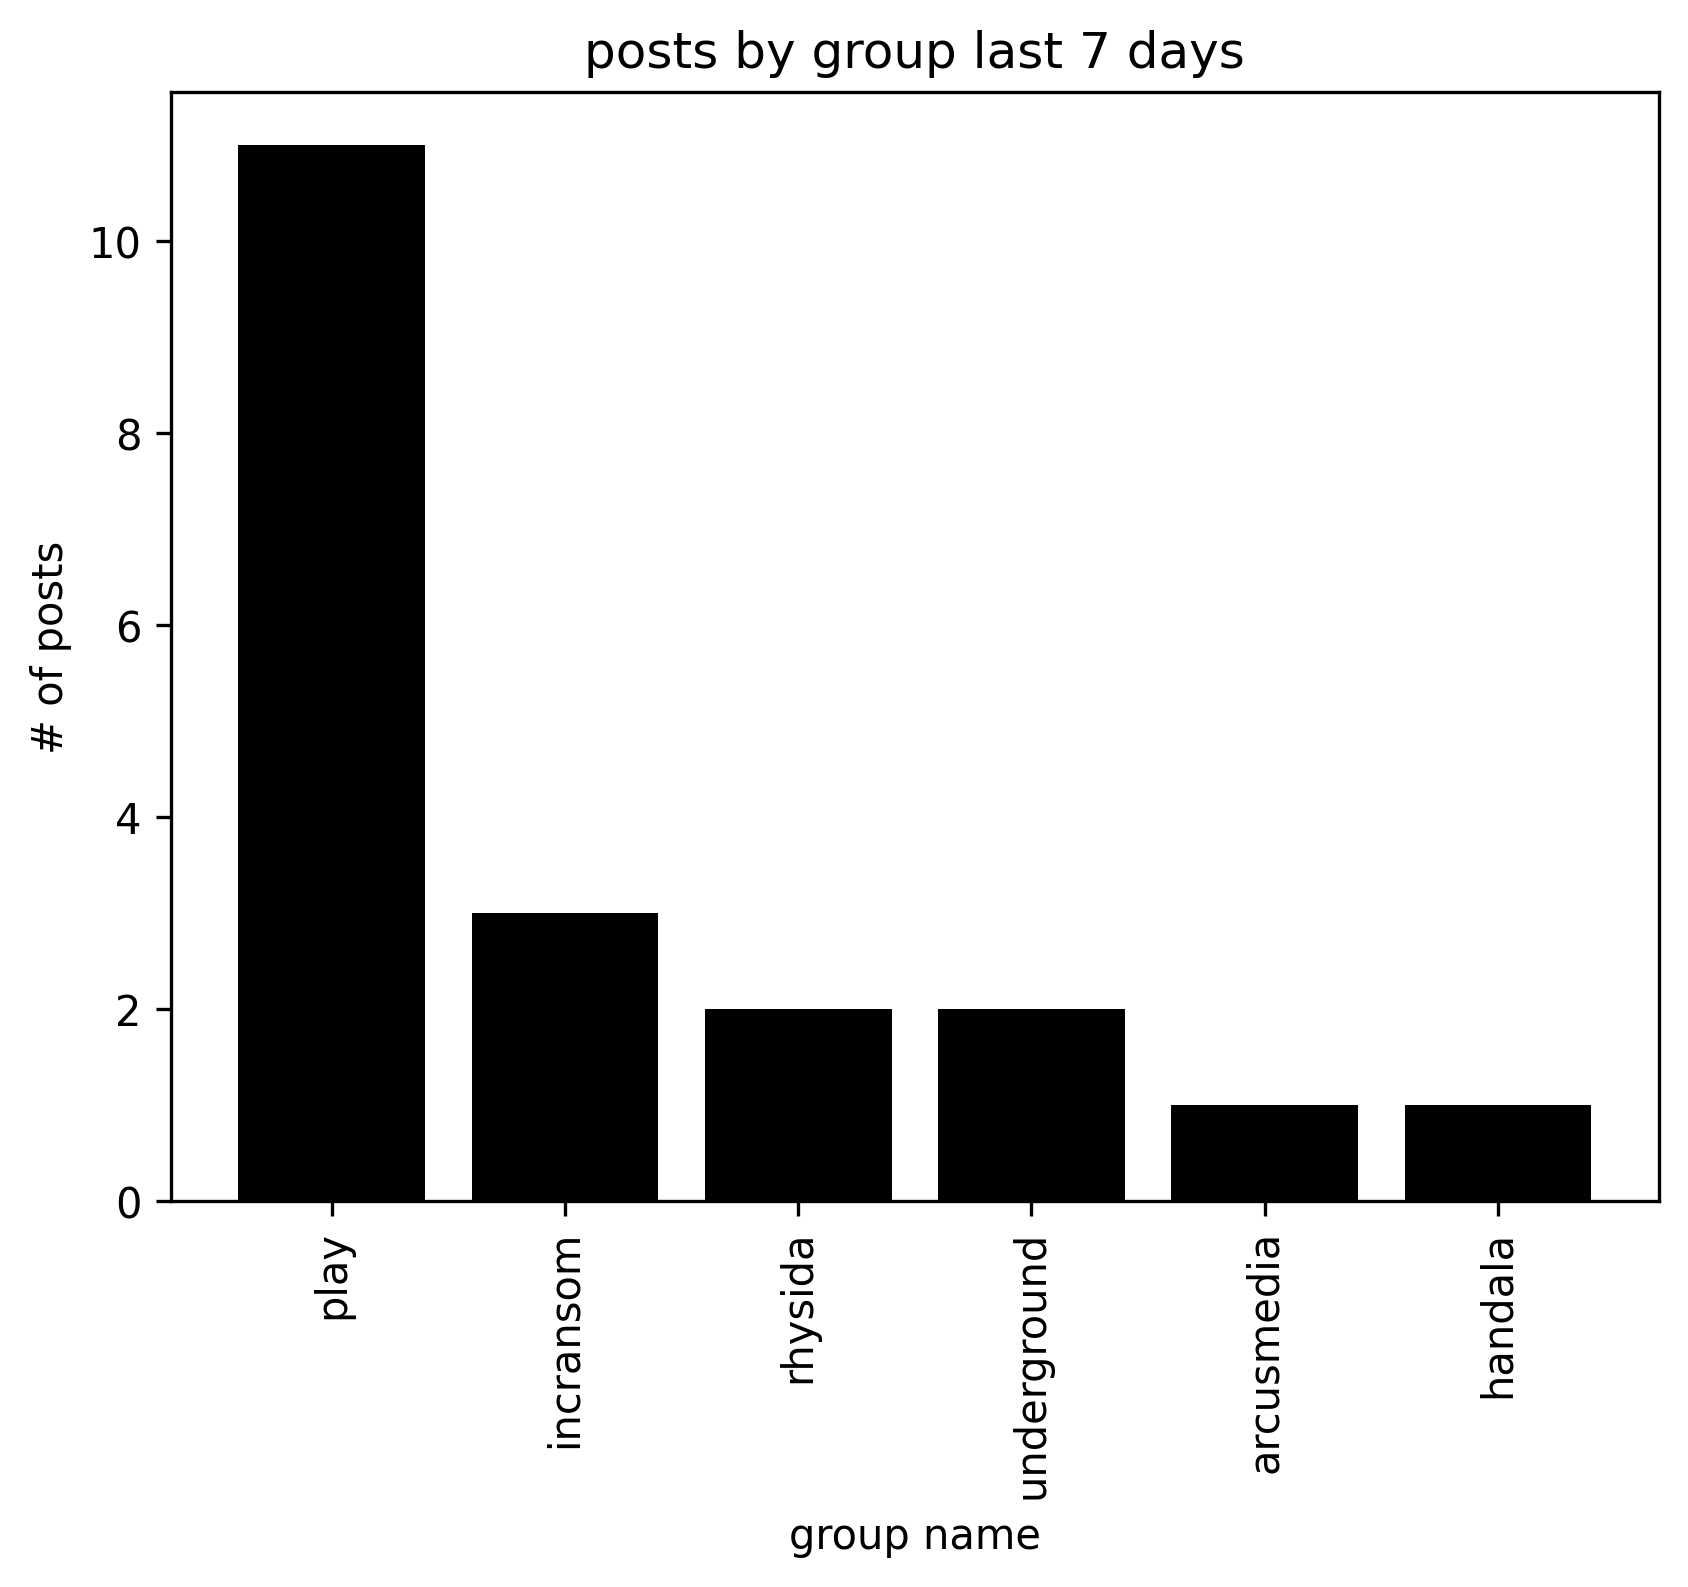 posts by group last 7 days
# of posts
10
8
6
4
2
0
play
incransom
rhysida
underground
arcusmedia
handala
group name